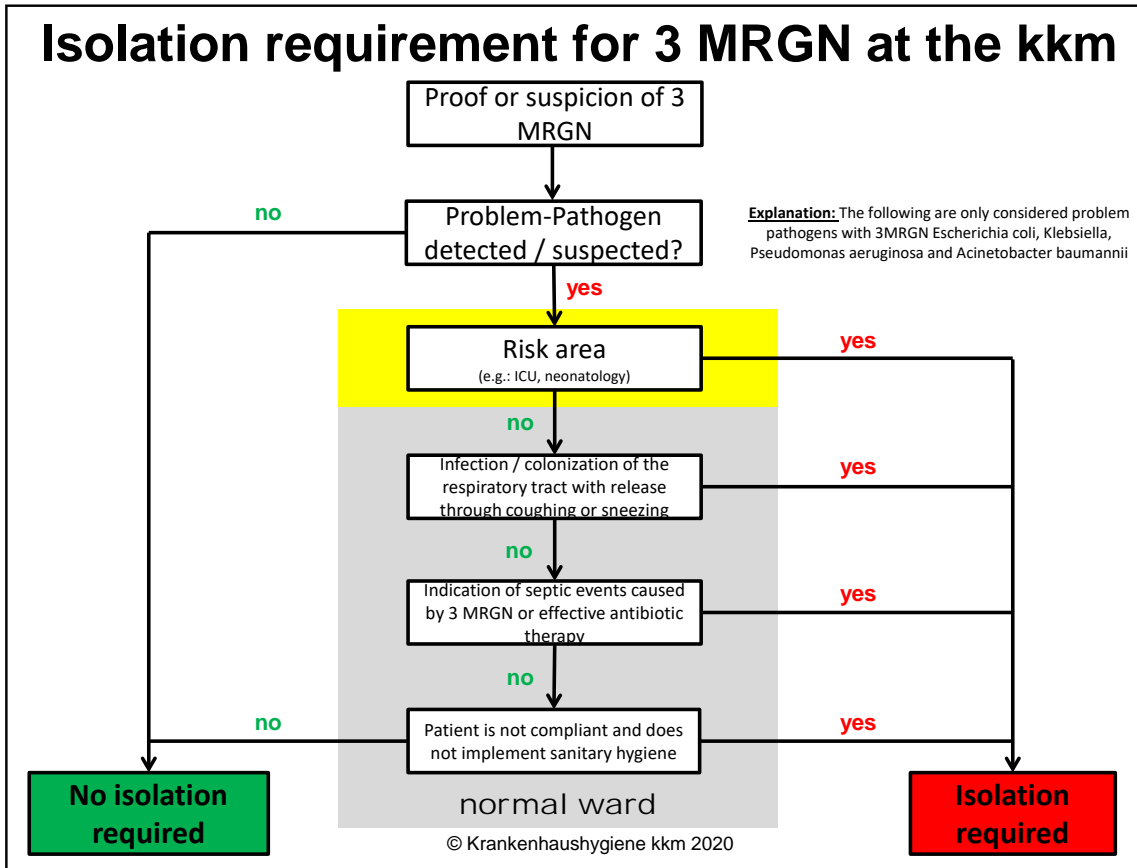 Isolation requirement for 3 MRGN at the kkm
Proof or suspicion of 3
MRGN
no
Problem-Pathogen
detected / suspected?
Explanation: The following are only considered problem
pathogens with 3MRGN Escherichia coli, Klebsiella,
Pseudomonas aeruginosa and Acinetobacter baumannii
yes
Risk area
(e.g.: ICU, neonatology)
yes
no
Infection / colonization of the
respiratory tract with release
through coughing or sneezing
yes
no
Indication of septic events caused
by 3 MRGN or effective antibiotic
therapy
yes
no
no
Patient is not compliant and does
not implement sanitary hygiene
yes
No isolation
required
normal ward
Isolation
required
© Krankenhaushygiene kkm 2020